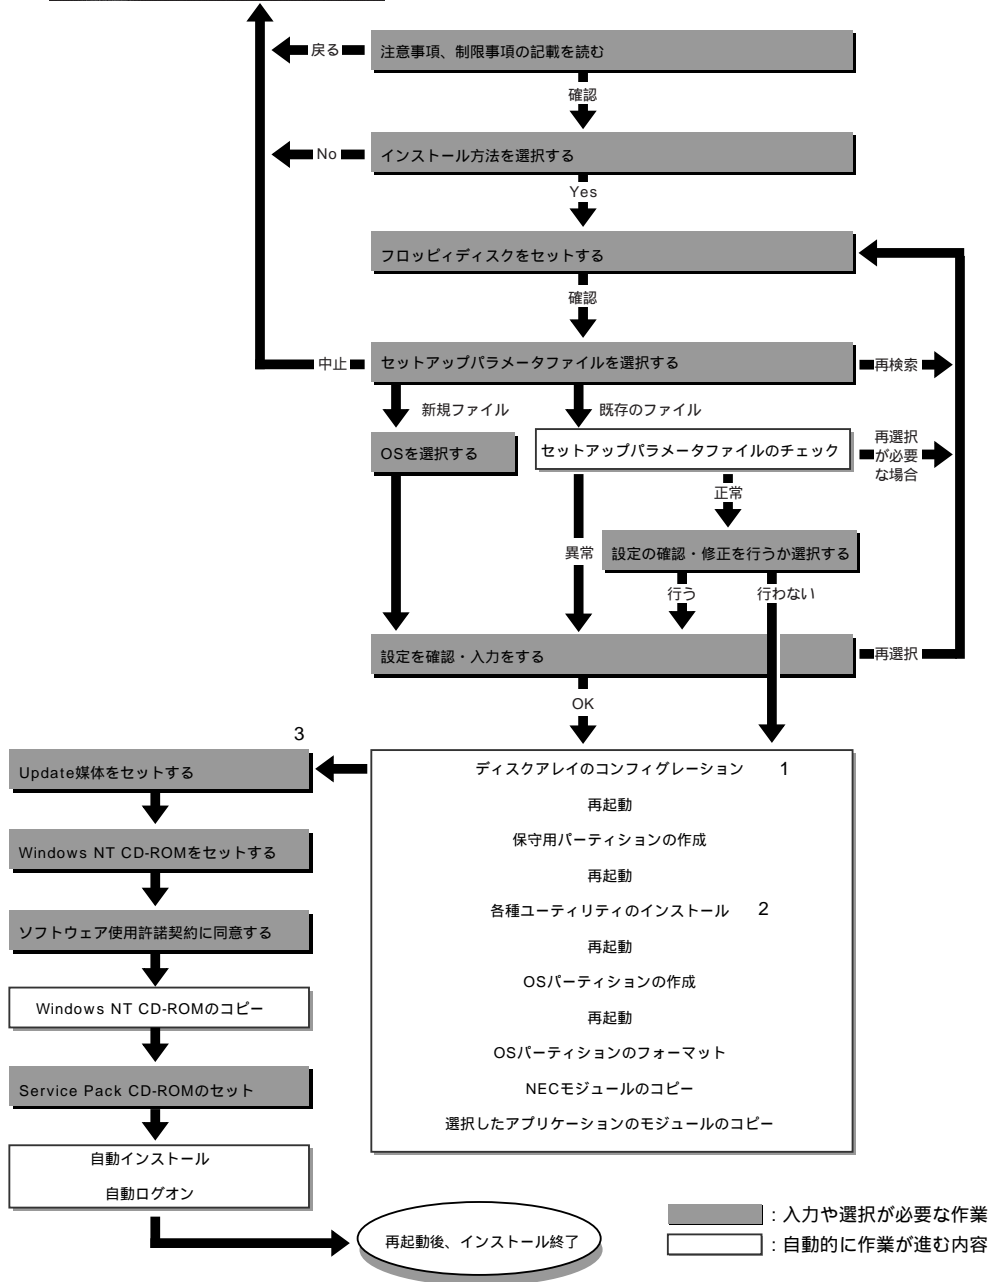 戻る
注意事項、制限事項の記載を読む
確認
No
インストール方法を選択する
Yes
フロッピィディスクをセットする
確認
中止
セットアップパラメータファイルを選択する
再検索
新規ファイル
既存のファイル
OSを選択する
セットアップパラメータファイルのチェック
再選択
が必要
な場合
正常
異常
設定の確認・修正を行うか選択する
行う
行わない
設定を確認・入力をする
再選択
OK
3
Update媒体をセットする
Windows NT CD-ROMをセットする
ソフトウェア使用許諾契約に同意する
Windows NT CD-ROMのコピー
Service Pack CD-ROMのセット
自動インストール
自動ログオン
ディスクアレイのコンフィグレーション 1
再起動
保守用パーティションの作成
再起動
各種ユーティリティのインストール 2
再起動
OSパーティションの作成
再起動
OSパーティションのフォーマット
NECモジュールのコピー
選択したアプリケーションのモジュールのコピー
再起動後、インストール終了
：入力や選択が必要な作業
：自動的に作業が進む内容